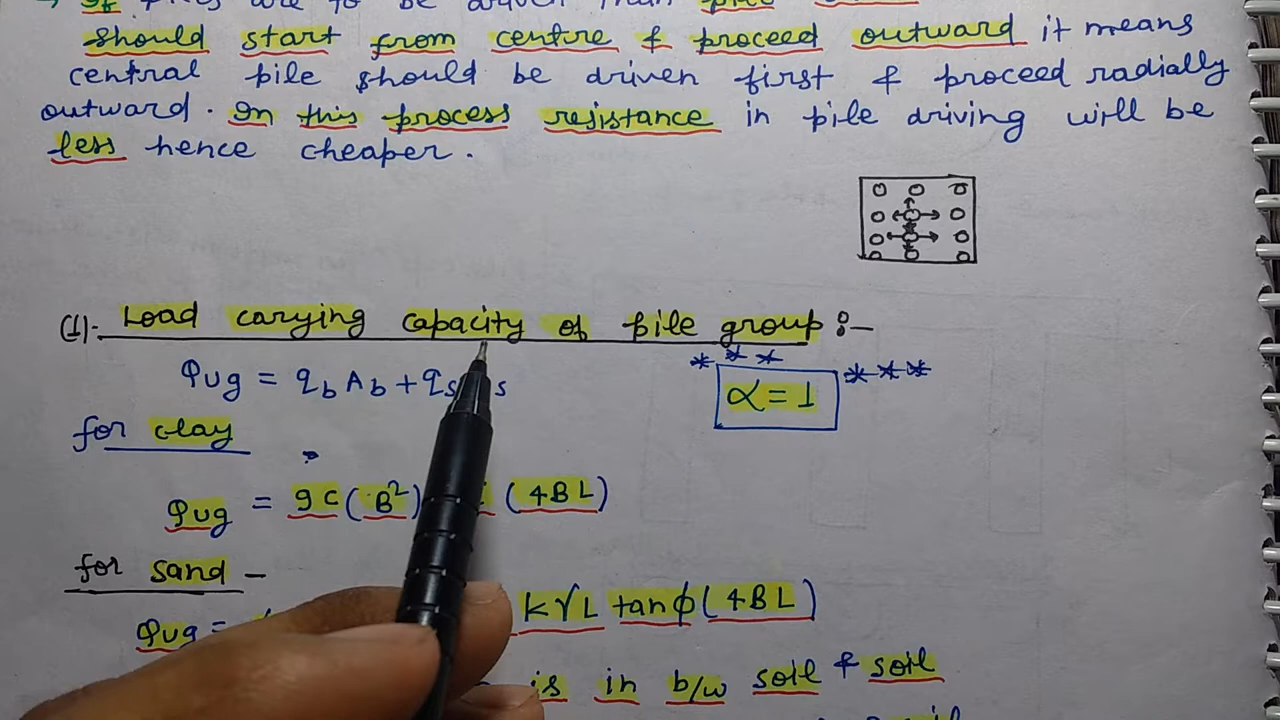 should start from centre & proceed outward it means
central pile should be driven first & proceed radially
outward. In this process resistance in pile driving will be
less hence cheaper.
(1):- Load carying capacity of pile group :-
Qug = qb Ab + qs s
α = 1
for clay
Qug = 9c (B²) (4BL)
for sand -
Qug = kγL tanφ (4BL)
is in b/w soil & soil